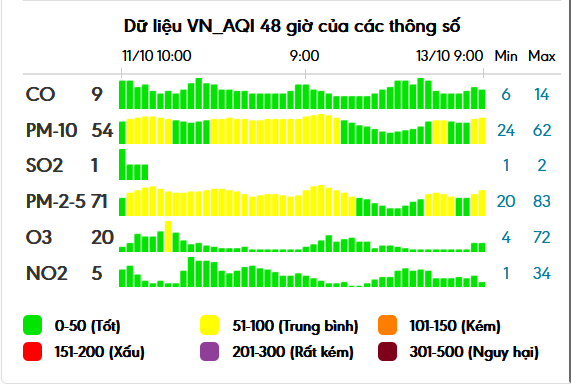 Dữ liệu VN_AQI 48 giờ của các thông số
11/10 10:00 9:00 13/10 9:00 Min Max
CO 9 6 14
PM-10 54 24 62
SO2 1 1 2
PM-2-5 71 20 83
O3 20 4 72
NO2 5 1 34
0-50 (Tốt) 51-100 (Trung bình) 101-150 (Kém)
151-200 (Xấu) 201-300 (Rất kém) 301-500 (Nguy hại)